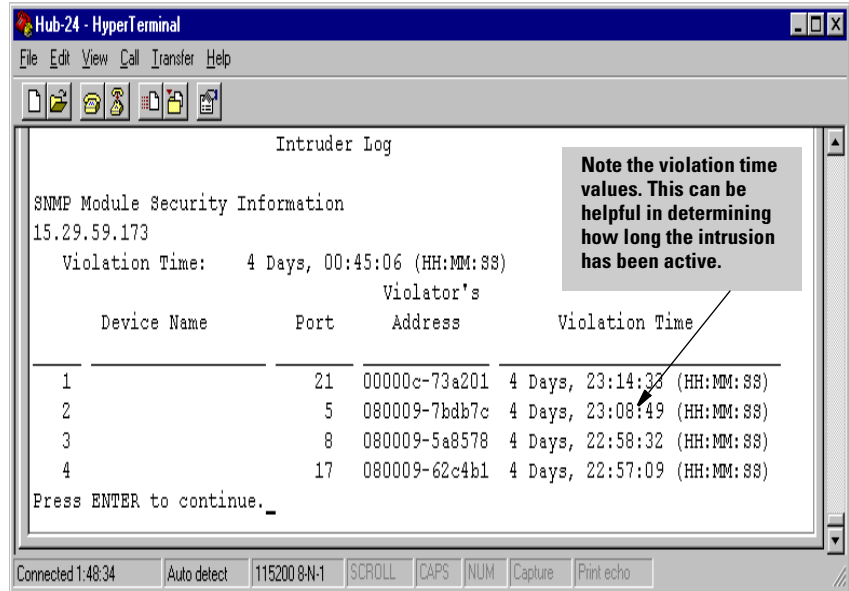 Hub-24 - HyperTerminal
File Edit View Call Transfer Help
Intruder Log
Note the violation time
values. This can be
helpful in determining
how long the intrusion
has been active.
SNMP Module Security Information
15.29.59.173
Violation Time: 4 Days, 00:45:06 (HH:MM:SS)
Violator's
Device Name Port Address Violation Time
1 21 00000c-73a201 4 Days, 23:14:33 (HH:MM:SS)
2 5 080009-7bdb7c 4 Days, 23:08:49 (HH:MM:SS)
3 8 080009-5a8578 4 Days, 22:58:32 (HH:MM:SS)
4 17 080009-62c4b1 4 Days, 22:57:09 (HH:MM:SS)
Press ENTER to continue._
Connected 1:48:34 Auto detect 115200 8-N-1 SCROLL CAPS NUM Capture Print echo